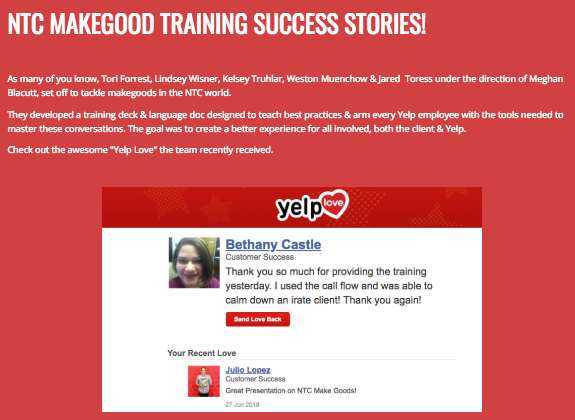 NTC MAKEGOOD TRAINING SUCCESS STORIES!
As many of you know, Tori Forrest, Lindsey Wisner, Kelsey Truhlar, Weston Muenchow & Jared Toress under the direction of Meghan
Blacutt, set off to tackle makegoods in the NTC world.
They developed a training deck & language doc designed to teach best practices & arm every Yelp employee with the tools needed to
master these conversations. The goal was to create a better experience for all involved, both the client & Yelp.
Check out the awesome "Yelp Love" the team recently received.
yelp love
Bethany Castle
Customer Success
Thank you so much for providing the training
yesterday. I used the call flow and was able to
calm down an irate client! Thank you again!
Send Love Back
Your Recent Love
Julio Lopez
Customer Success
Great Presentation on NTC Make Goods!
27 Jun 2018